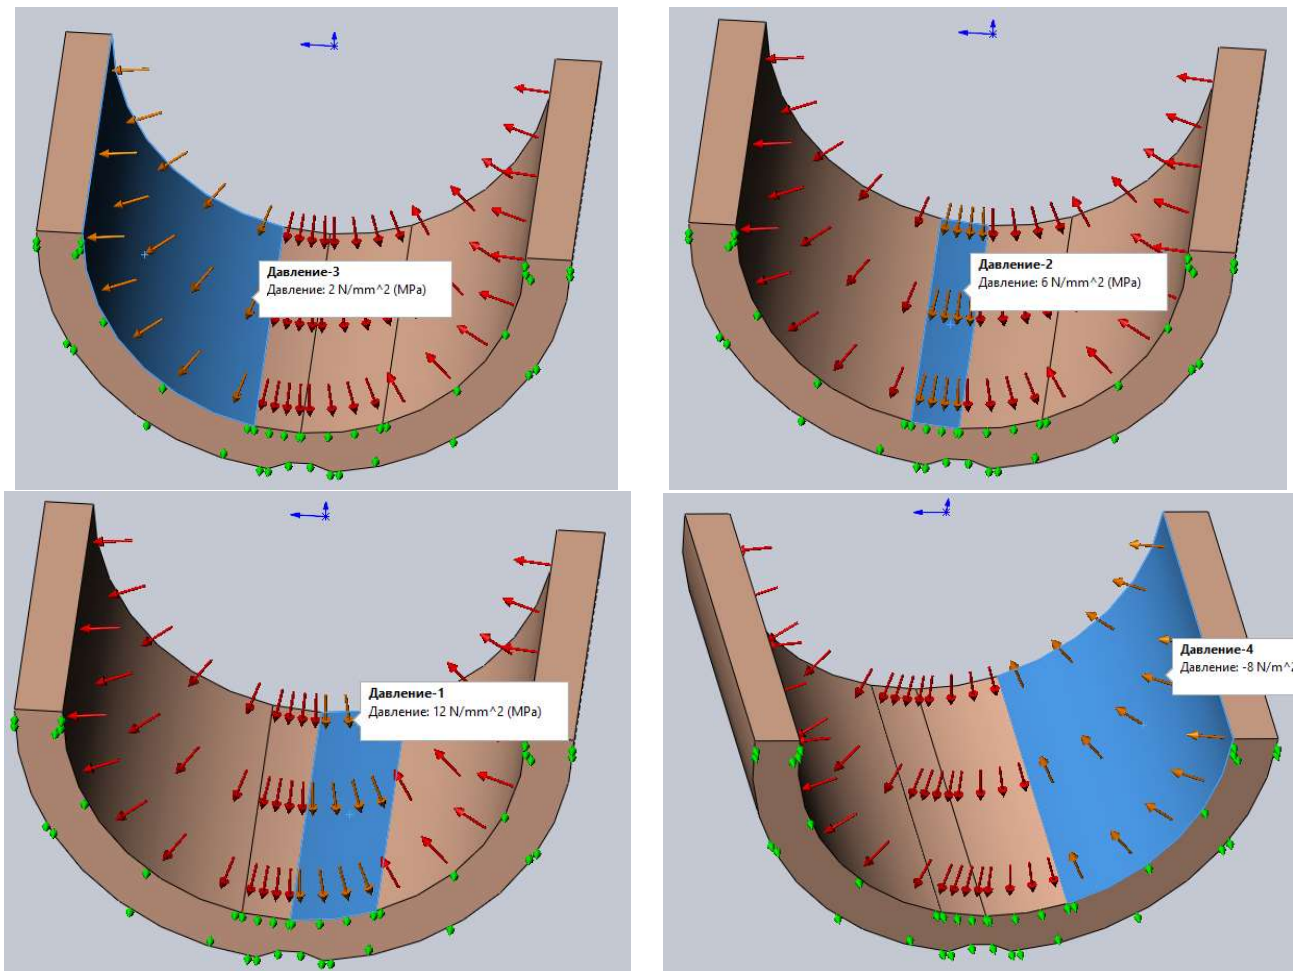 Давление-3
Давление: 2 N/mm^2 (MPa)
Давление-2
Давление: 6 N/mm^2 (MPa)
Давление-1
Давление: 12 N/mm^2 (MPa)
Давление-4
Давление: -8 N/m^2